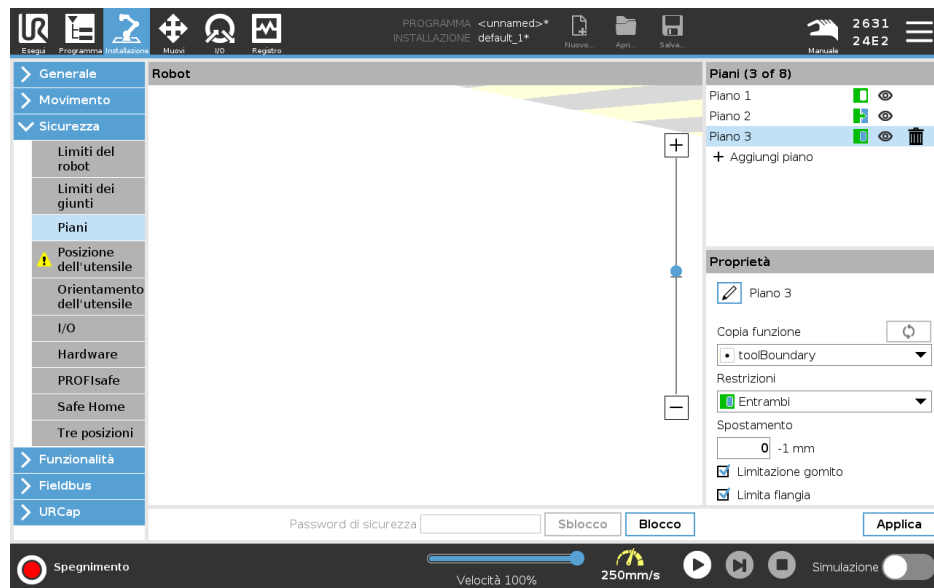 PROGRAMMA <unnamed>*
INSTALLAZIONE default_1*
Esegui
Programma
Installazione
Muovi
I/O
Registro
Nuovo...
Apri...
Salva...
Manuale
2631
24E2
Generale
Movimento
Sicurezza
Limiti del
robot
Limiti dei
giunti
Piani
Posizione
dell'utensile
Orientamento
dell'utensile
I/O
Hardware
PROFIsafe
Safe Home
Tre posizioni
Funzionalità
Fieldbus
URCap
Robot
Piani (3 of 8)
Piano 1
Piano 2
Piano 3
Aggiungi piano
Proprietà
Piano 3
Copia funzione
toolBoundary
Restrizioni
Entrambi
Spostamento
0 -1 mm
Limitazione gomito
Limita flangia
Password di sicurezza
Sblocco
Blocco
Applica
Spegnimento
Velocità 100%
250mm/s
Simulazione